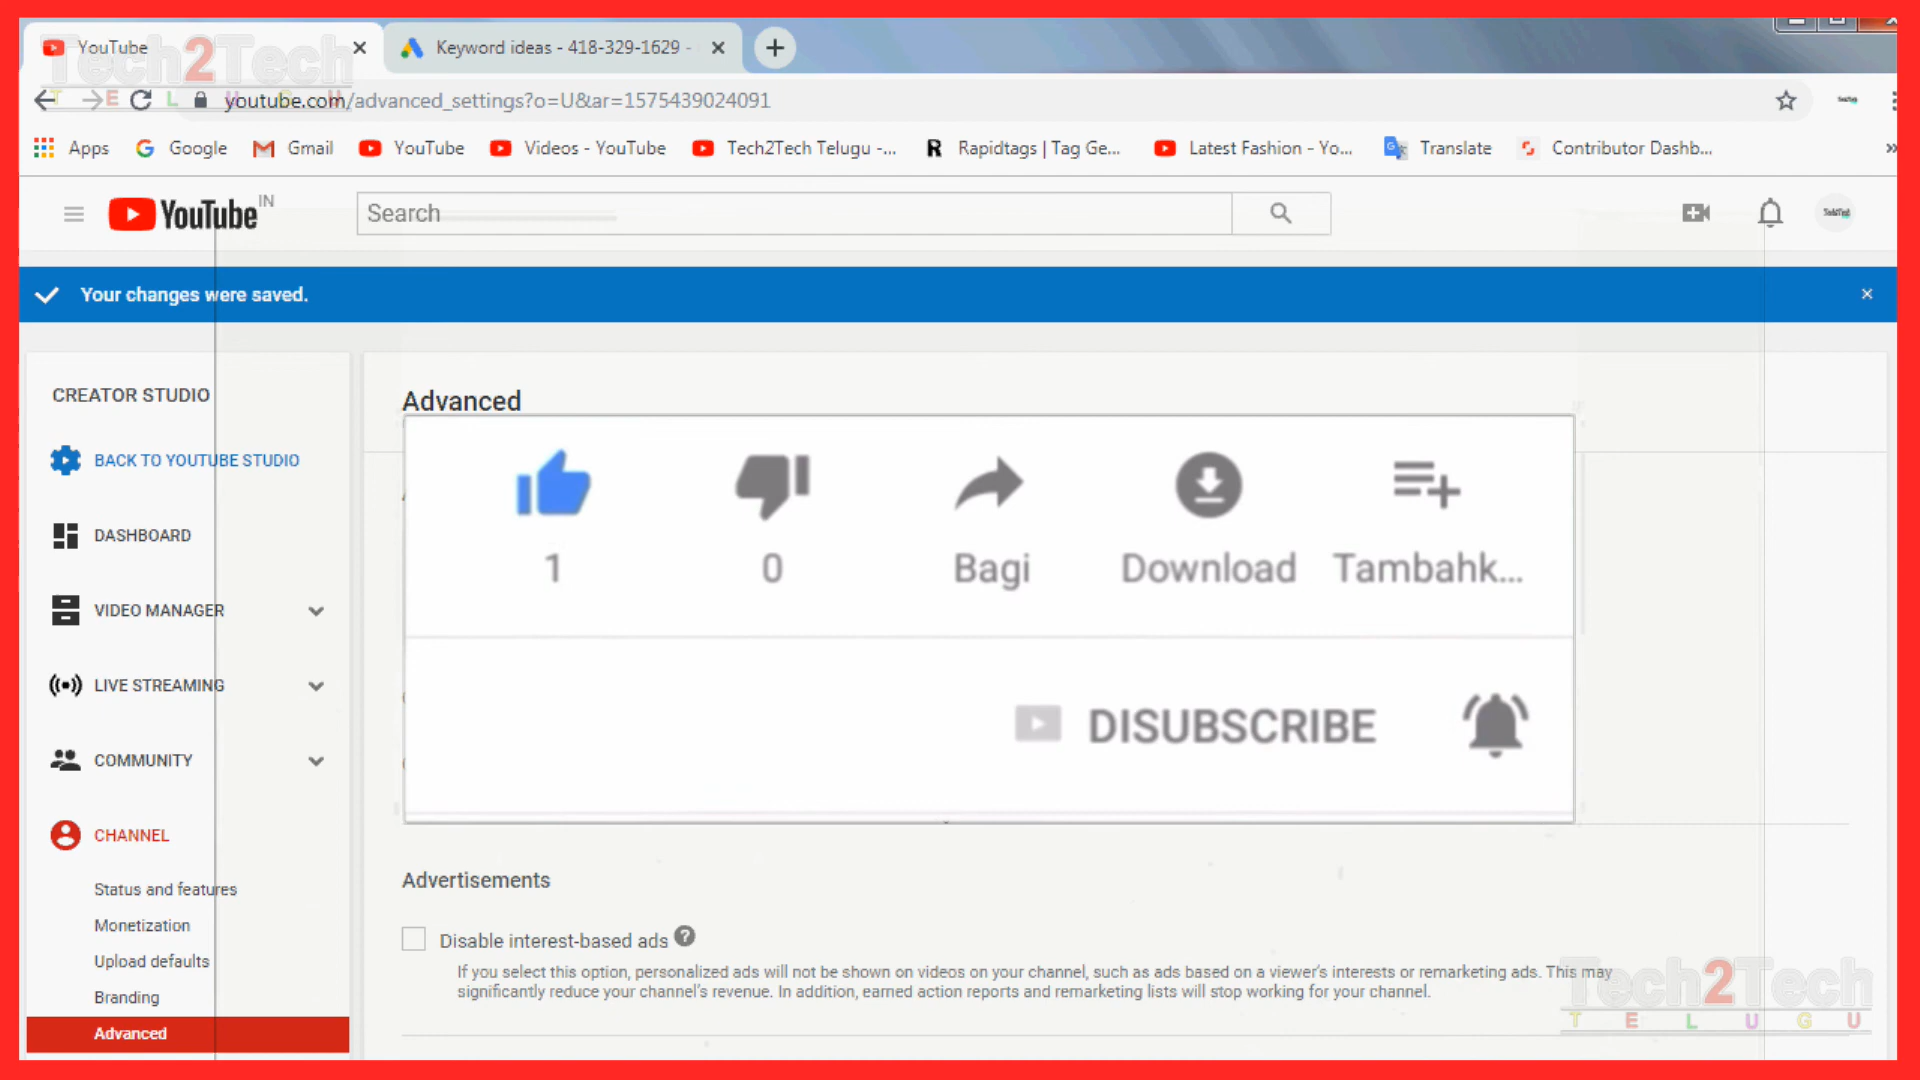 YouTube
Keyword ideas - 418-329-1629 -
Tech2Tech
TELUGU
youtube.com/advanced_settings?o=U&ar=1575439024091
Apps Google Gmail YouTube Videos - YouTube Tech2Tech Telugu -... Rapidtags | Tag Ge... Latest Fashion - Yo... Translate Contributor Dashb...
YouTube IN
Search
Your changes were saved.
CREATOR STUDIO
BACK TO YOUTUBE STUDIO
DASHBOARD
VIDEO MANAGER
LIVE STREAMING
COMMUNITY
CHANNEL
Status and features
Monetization
Upload defaults
Branding
Advanced
Advanced
1 0 Bagi Download Tambahk...
DISUBSCRIBE
Advertisements
Disable interest-based ads
If you select this option, personalized ads will not be shown on videos on your channel, such as ads based on a viewer's interests or remarketing ads. This may
significantly reduce your channel's revenue. In addition, earned action reports and remarketing lists will stop working for your channel.
Tech2Tech
TELUGU